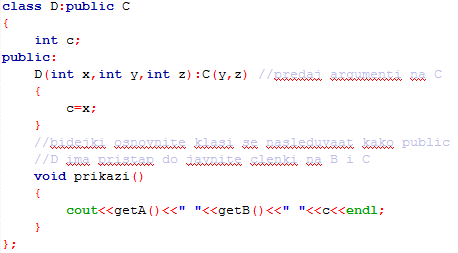 class D:public C
{
int c;
public:
D(int x,int y,int z):C(y,z) //predaj argumenti na C
{
c=x;
}
//bidejki osnovnite klasi se nasleduvaat kako public
//D ima pristap do javnite clenki na B i C
void prikazi()
{
cout<<getA()<<" "<<getB()<<" "<<c<<endl;
}
};